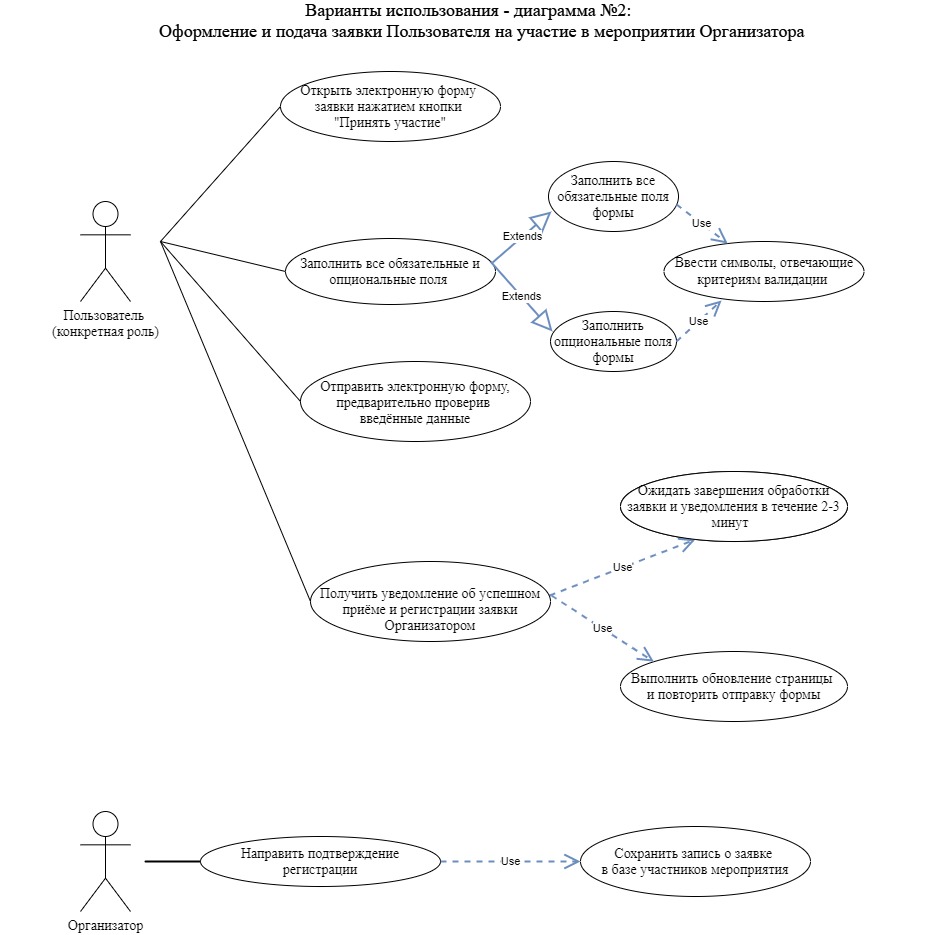 Варианты использования - диаграмма №2:
Оформление и подача заявки Пользователя на участие в мероприятии Организатора
Открыть электронную форму
заявки нажатием кнопки
"Принять участие"
Заполнить все
обязательные поля
формы
Extends
Use
Заполнить все обязательные и
опциональные поля
Ввести символы, отвечающие
критериям валидации
Extends
Use
Заполнить
опциональные поля
формы
Пользователь
(конкретная роль)
Отправить электронную форму,
предварительно проверив
введённые данные
Ожидать завершения обработки
заявки и уведомления в течение 2-3
минут
Use
Получить уведомление об успешном
приёме и регистрации заявки
Организатором
Use
Выполнить обновление страницы
и повторить отправку формы
Направить подтверждение
регистрации
Use
Сохранить запись о заявке
в базе участников мероприятия
Организатор